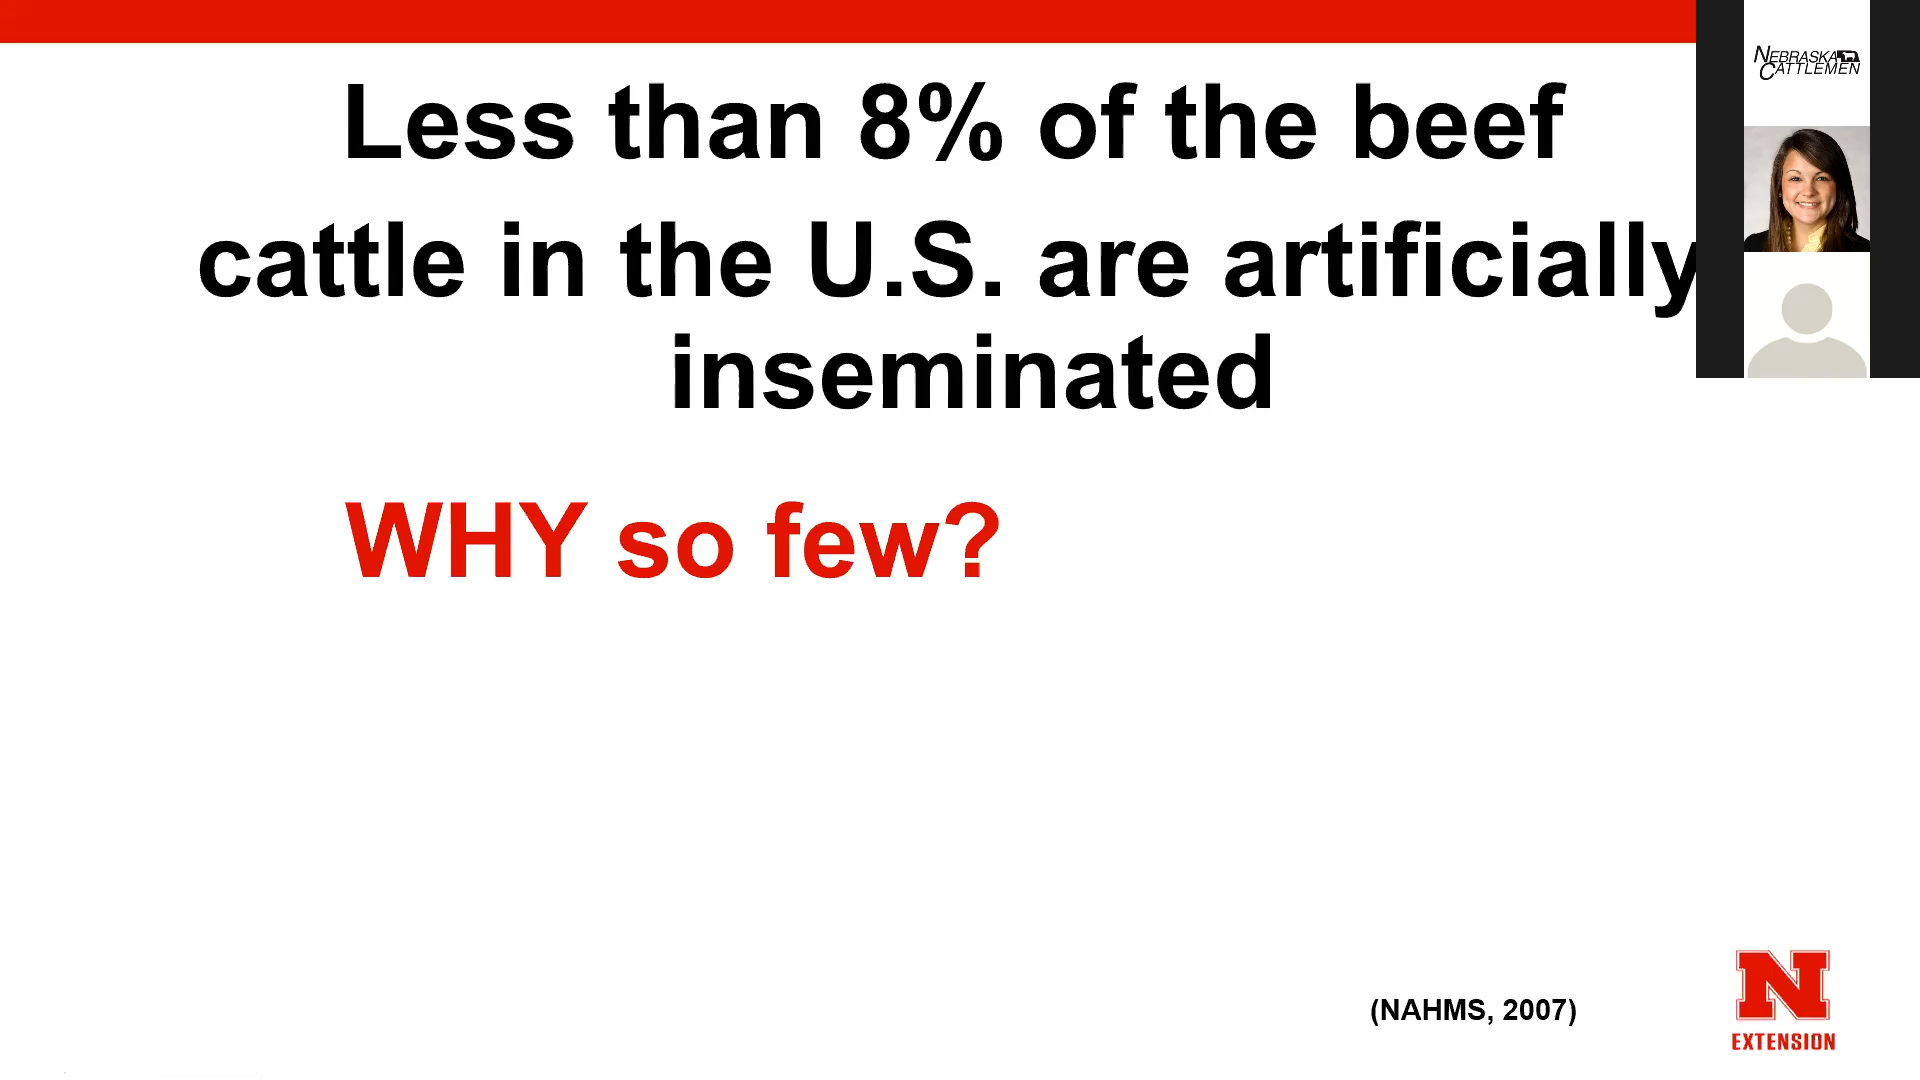 Less than 8% of the beef
cattle in the U.S. are artificially
inseminated
WHY so few?
(NAHMS, 2007)
NEBRASKA
CATTLEMEN
N
EXTENSION